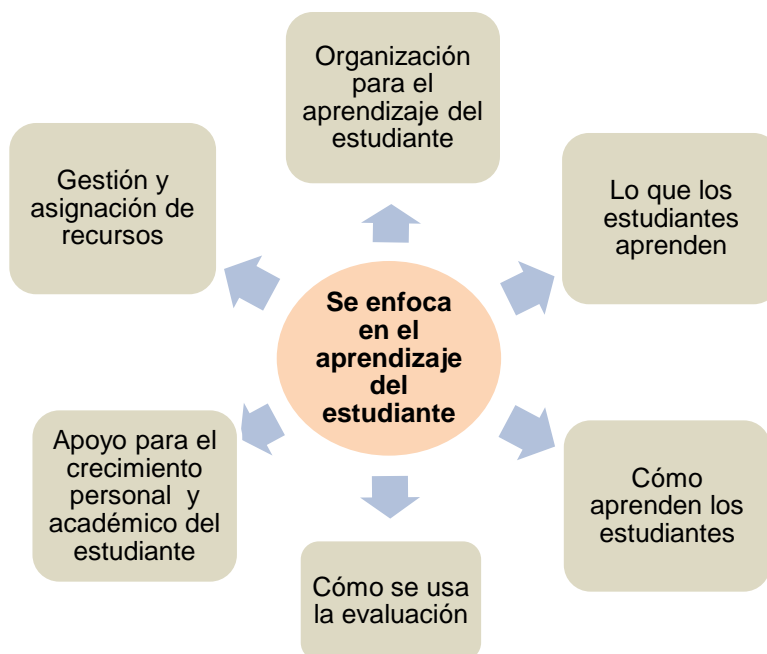 Organización
para el
aprendizaje del
estudiante
Gestión y
asignación de
recursos
Lo que los
estudiantes
aprenden
Se enfoca
en el
aprendizaje
del
estudiante
Apoyo para el
crecimiento
personal y
académico del
estudiante
Cómo
aprenden los
estudiantes
Cómo se usa
la evaluación